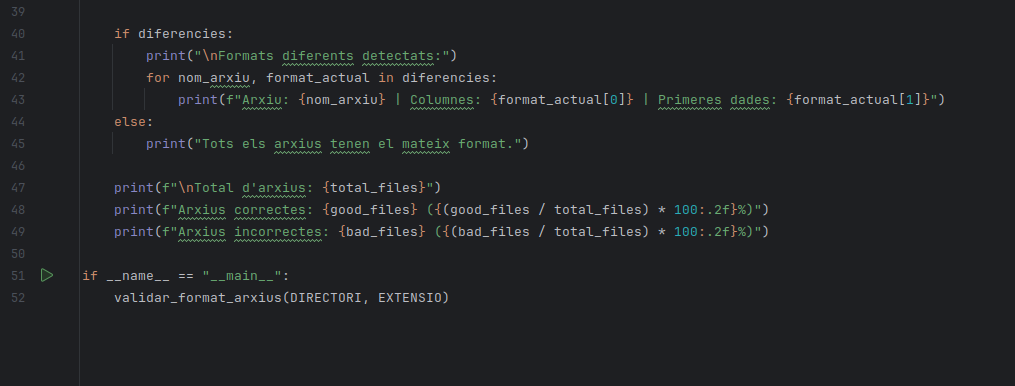 39
40 if diferencies:
41 print("\nFormats diferents detectats:")
42 for nom_arxiu, format_actual in diferencies:
43 print(f"Arxiu: {nom_arxiu} | Columnes: {format_actual[0]} | Primeres dades: {format_actual[1]}")
44 else:
45 print("Tots els arxius tenen el mateix format.")
46
47 print(f"\nTotal d'arxius: {total_files}")
48 print(f"Arxius correctes: {good_files} ({(good_files / total_files) * 100:.2f}%)")
49 print(f"Arxius incorrectes: {bad_files} ({(bad_files / total_files) * 100:.2f}%)")
50
51 if __name__ == "__main__":
52 validar_format_arxius(DIRECTORI, EXTENSIO)